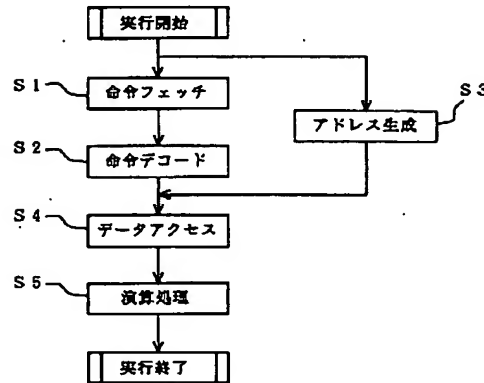 実行開始
S1
命令フェッチ
S3
アドレス生成
S2
命令デコード
S4
データアクセス
S5
演算処理
実行終了